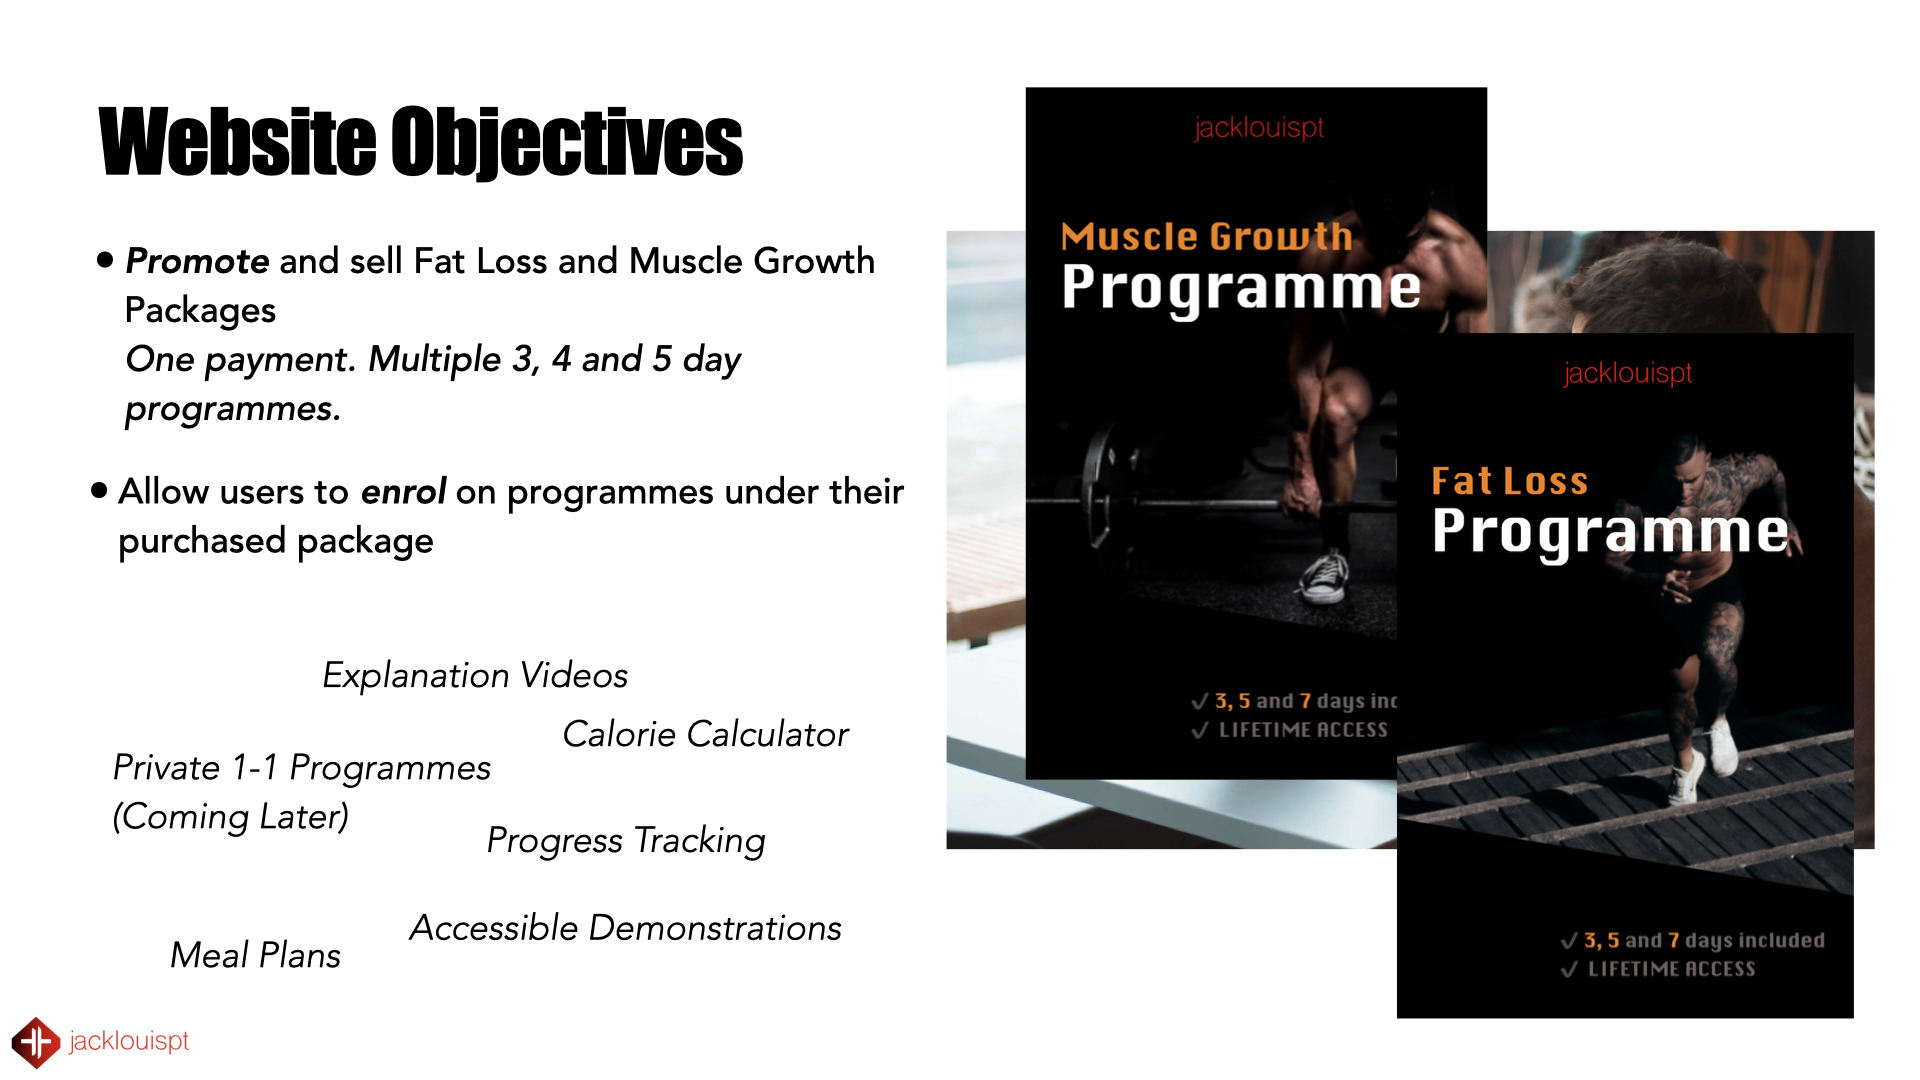 Website Objectives
• Promote and sell Fat Loss and Muscle Growth
Packages
One payment. Multiple 3, 4 and 5 day
programmes.
• Allow users to enrol on programmes under their
purchased package
Explanation Videos
Calorie Calculator
Private 1-1 Programmes
(Coming Later)
Progress Tracking
Accessible Demonstrations
Meal Plans
jacklouispt
jacklouispt
Muscle Growth
Programme
✓ 3, 5 and 7 days inc
✓ LIFETIME ACCESS
jacklouispt
Fat Loss
Programme
✓ 3, 5 and 7 days included
✓ LIFETIME ACCESS